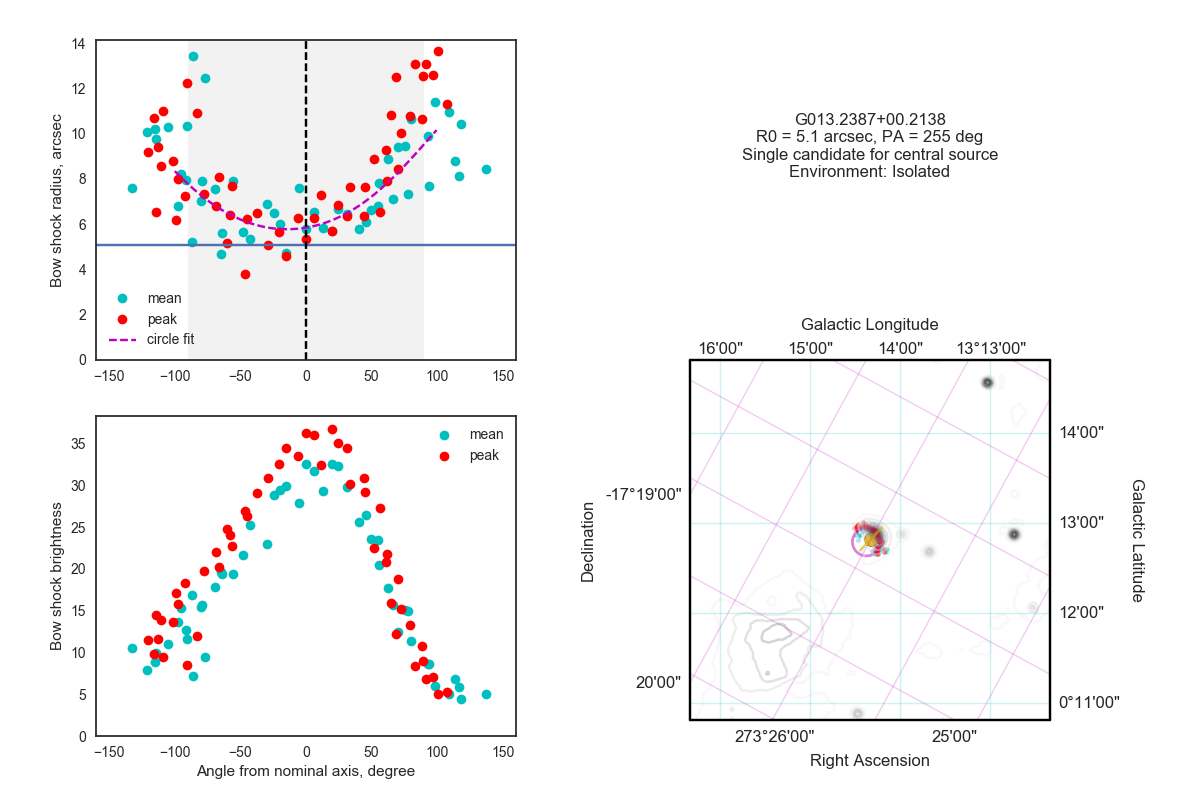 14
12
10
8
6
4
2
0
Bow shock radius, arcsec
mean
peak
circle fit
−150
−100
−50
0
50
100
150
35
30
25
20
15
10
5
0
Bow shock brightness
mean
peak
−150
−100
−50
0
50
100
150
Angle from nominal axis, degree
G013.2387+00.2138
R0 = 5.1 arcsec, PA = 255 deg
Single candidate for central source
Environment: Isolated
Galactic Longitude
16'00"
15'00"
14'00"
13°13'00"
-17°19'00"
20'00"
Declination
14'00"
13'00"
12'00"
0°11'00"
Galactic Latitude
273°26'00"
25'00"
Right Ascension